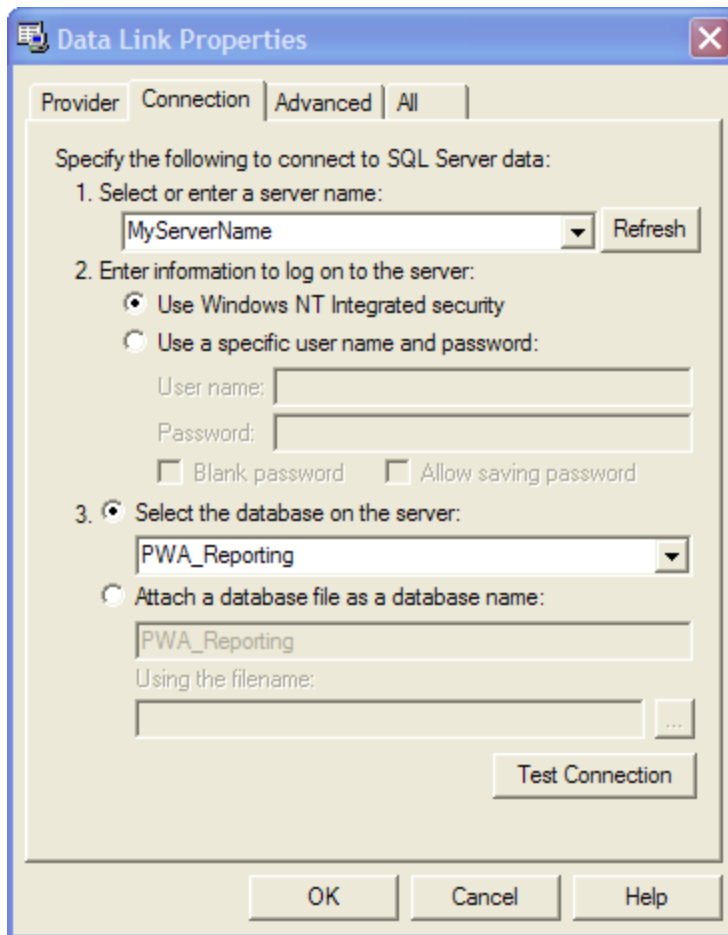 Data Link Properties
Provider Connection Advanced All
Specify the following to connect to SQL Server data:
1. Select or enter a server name:
MyServerName Refresh
2. Enter information to log on to the server:
Use Windows NT Integrated security
Use a specific user name and password:
User name:
Password:
Blank password Allow saving password
3. Select the database on the server:
PWA_Reporting
Attach a database file as a database name:
PWA_Reporting
Using the filename:
...
Test Connection
OK Cancel Help